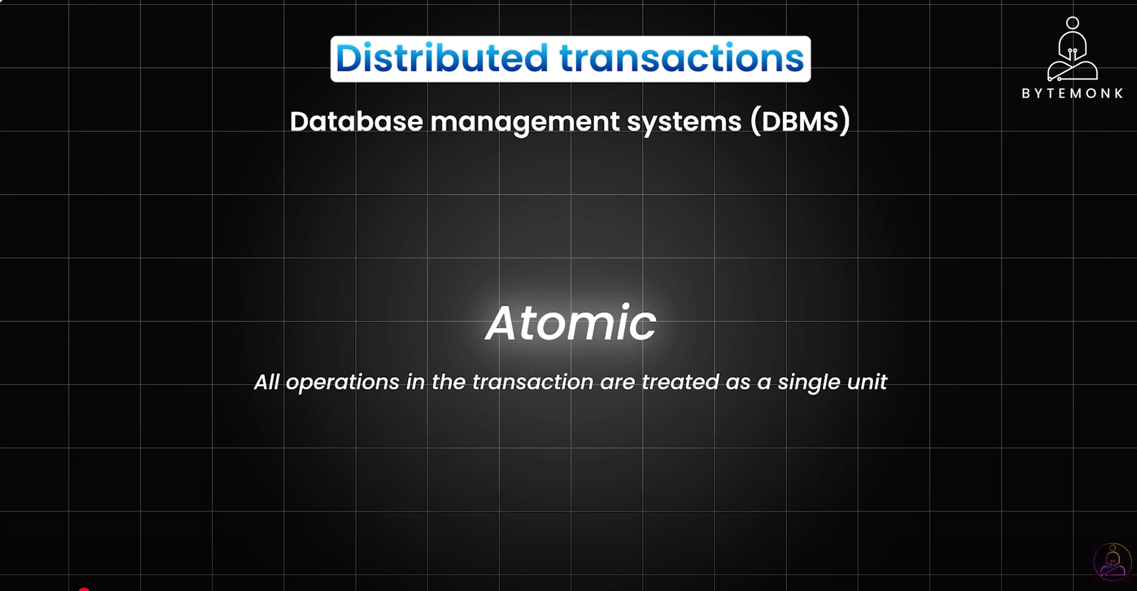 Distributed transactions
BYTEMONK
Database management systems (DBMS)
Atomic
All operations in the transaction are treated as a single unit